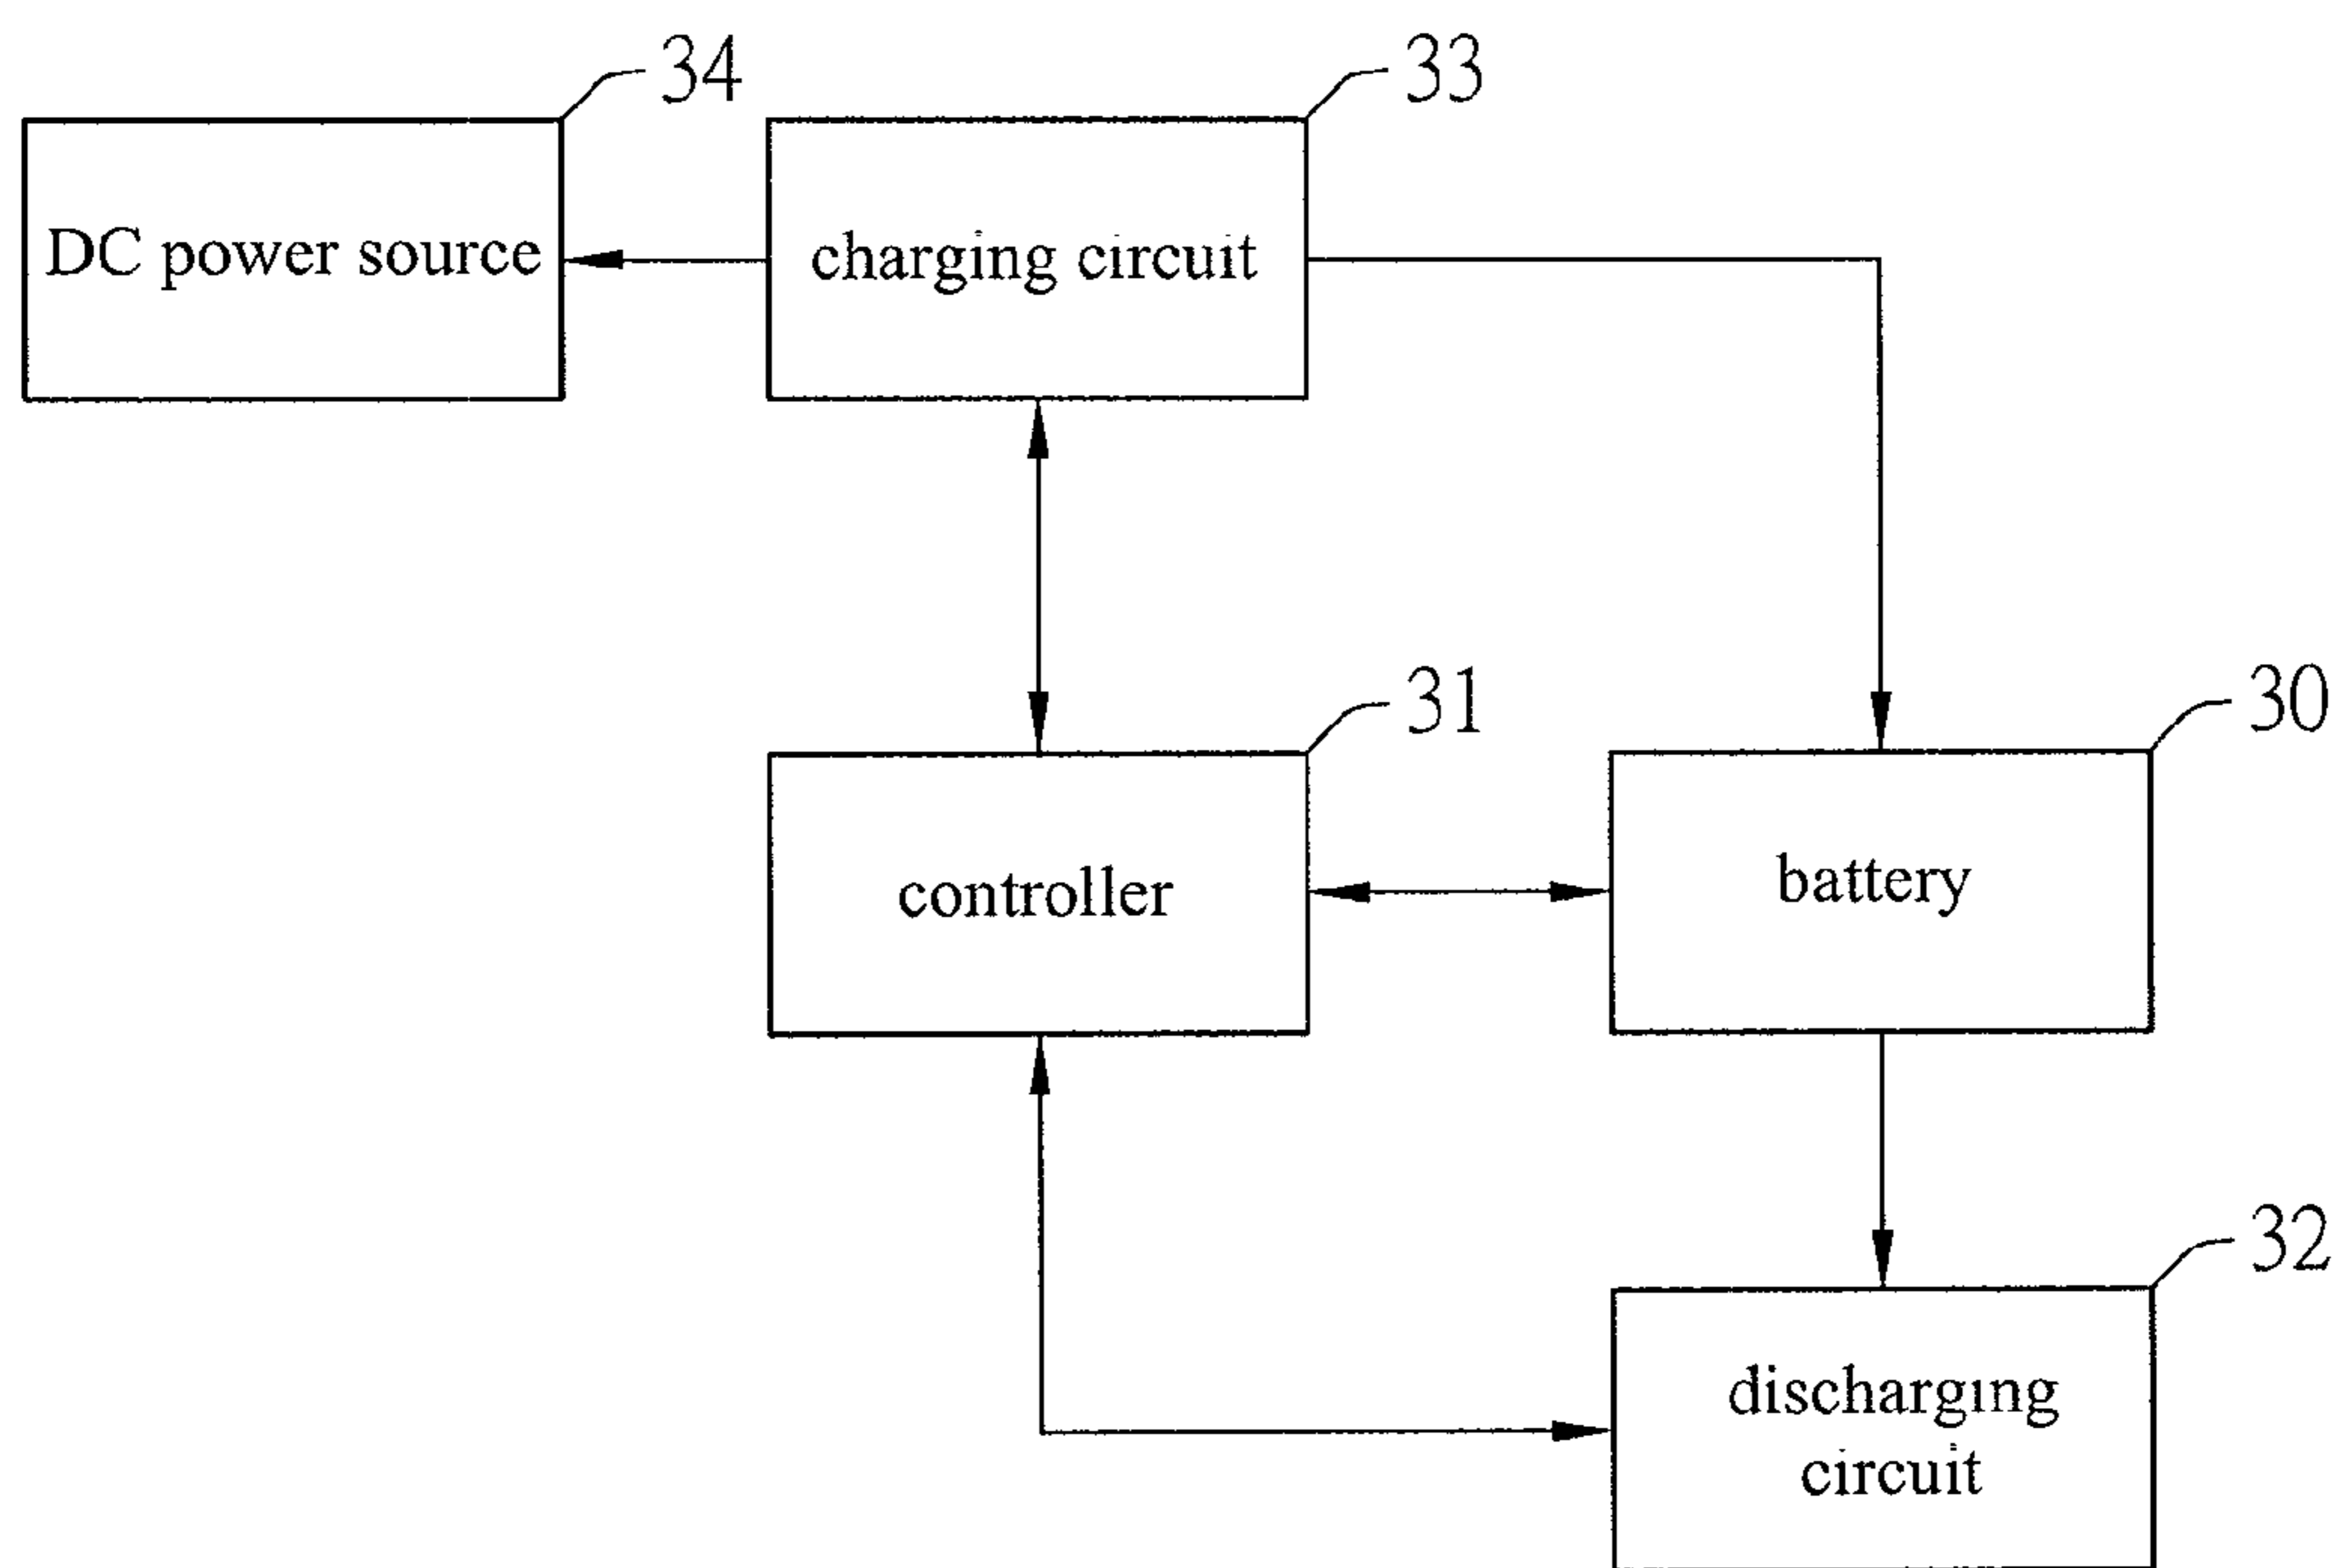 34
33
DC power source
charging circuit
31
30
controller
battery
32
discharging
circuit